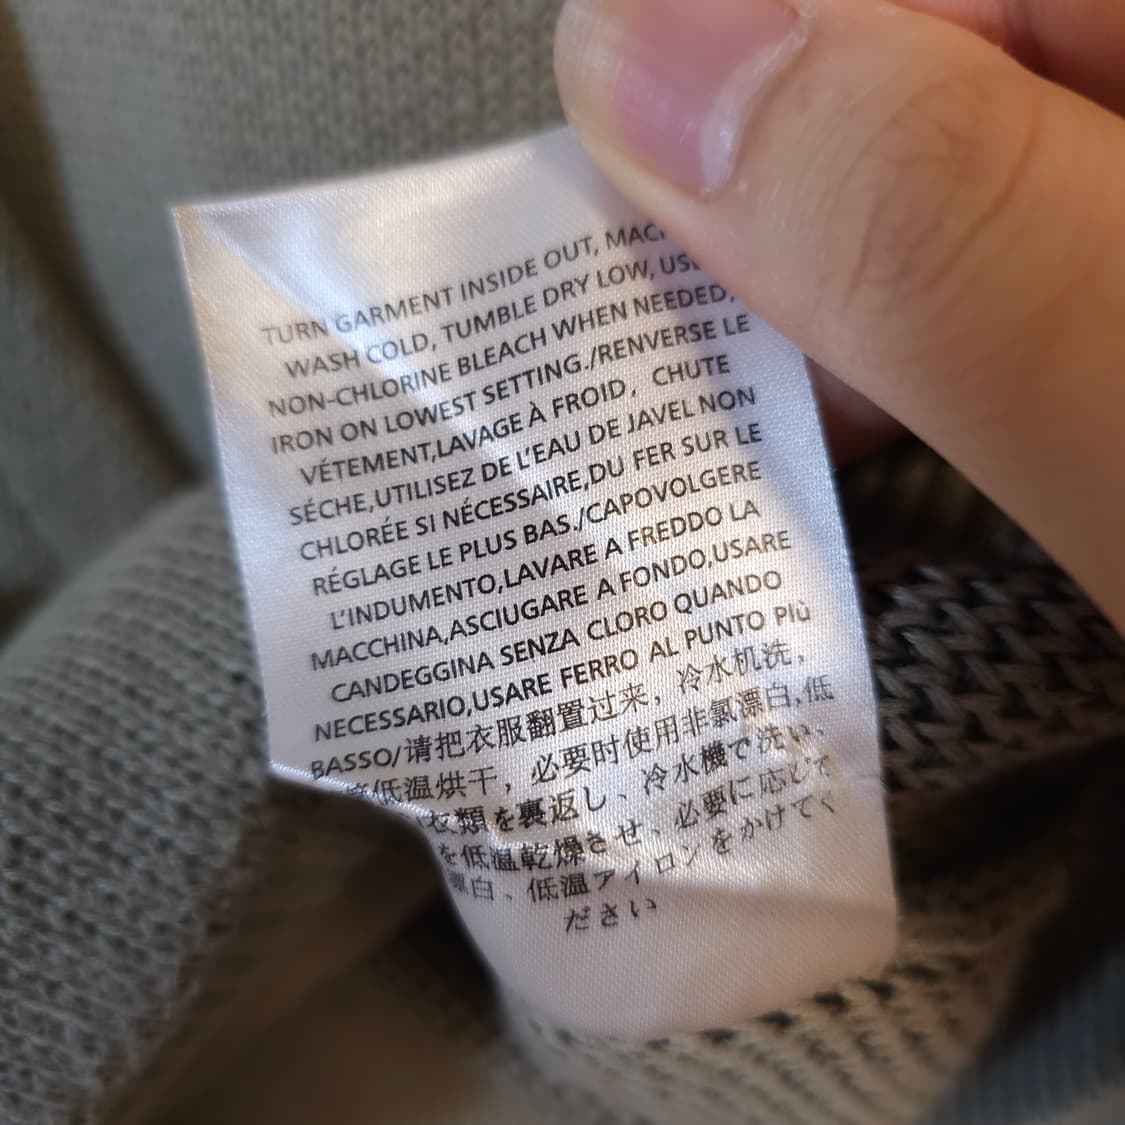 TURN GARMENT INSIDE OUT,
WASH COLD, TUMBLE DRY LOW,
NON-CHLORINE BLEACH WHEN NEEDED,
IRON ON LOWEST SETTING./RENVERSE LE
VÉTEMENT,LAVAGE À FROID, CHUTE
SÉCHE,UTILISEZ DE L'EAU DE JAVEL NON
CHLORÉE SI NÉCESSAIRE,DU FER SUR LE
RÉGLAGE LE PLUS BAS./CAPOVOLGERE
L'INDUMENTO,LAVARE A FREDDO LA
MACCHINA,ASCIUGARE A FONDO,USARE
CANDEGGINA SENZA CLORO QUANDO
NECESSARIO,USARE FERRO AL PUNTO PIù
BASSO/请把衣服翻置过来，冷水机洗，
低温烘干，必要时使用非氯漂白,低
衣類を裏返し、冷水機で洗い、
を低温乾燥させ、必要に応じて
漂白、低温アイロンをかけてく
ださい